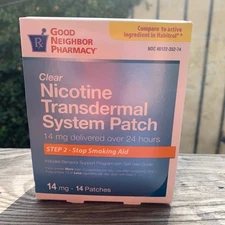 GOOD
NEIGHBOR
PHARMACY®
Compare to active
ingredient in Habitrol®
Clear
Nicotine
Transdermal
System Patch
14 mg delivered over 24 hours
STEP 2 - Stop Smoking Aid
14 mg - 14 Patches